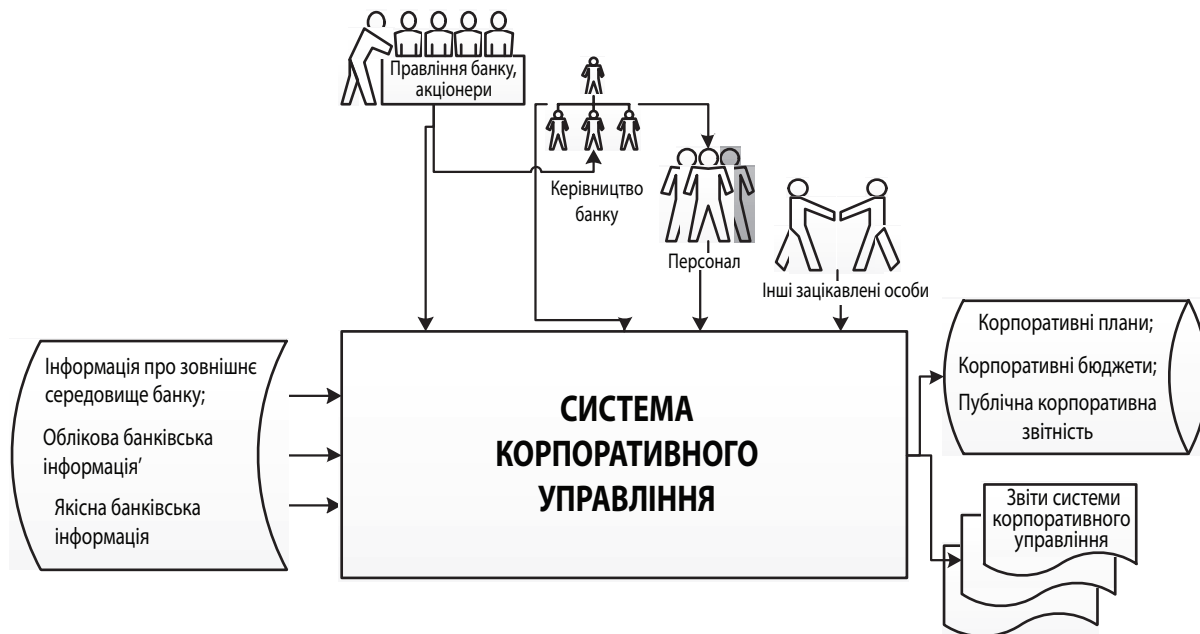 Правління банку,
акціонери
Керівництво
банку
Персонал
Інші зацікавлені особи
Інформація про зовнішнє
середовище банку;
Облікова банківська
інформація’
Якісна банківська
інформація
СИСТЕМА
КОРПОРАТИВНОГО
УПРАВЛІННЯ
Корпоративні плани;
Корпоративні бюджети;
Публічна корпоративна
звітність
Звіти системи
корпоративного
управління